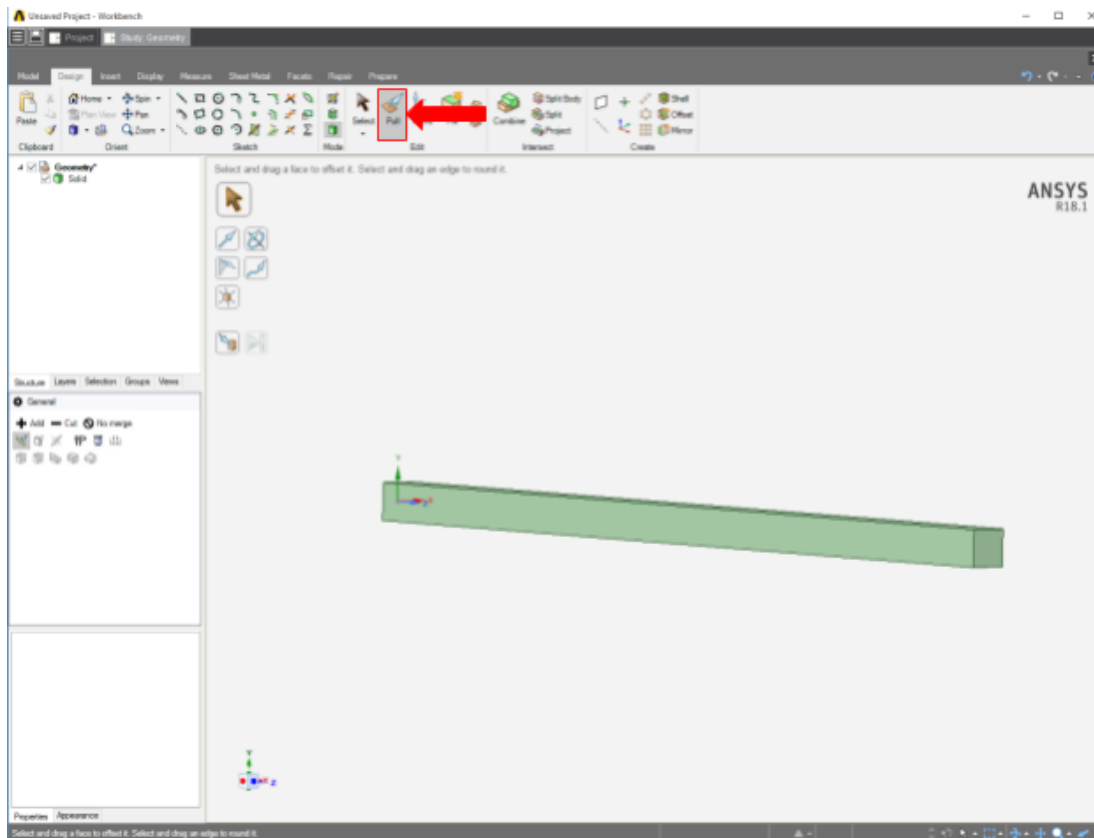 Unsaved Project - Workbench
Project Study: Geometry
Model Design Insert Display Measure Sheet Metal Facets Repair Prepare
Home Spin
Paste Plan View Pan Select Pull Combine
Zoom
Split Body Shell
Split Offset
Project Mirror
Clipboard Orient Sketch Mode Edit Intersect Create
Geometry*
Solid
Select and drag a face to offset it. Select and drag an edge to round it.
ANSYS
R18.1
Structure Layers Selection Groups Views
General
Add Cut No merge
Y
X
Z
Y
X Z
Properties Appearance
Select and drag a face to offset it. Select and drag an edge to round it.